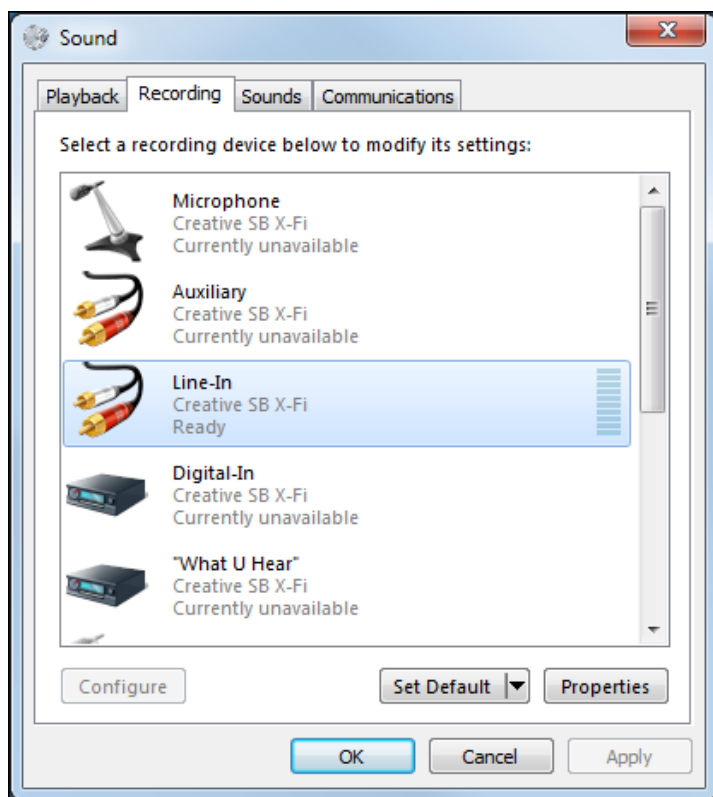 Sound
Playback Recording Sounds Communications
Select a recording device below to modify its settings:
Microphone
Creative SB X-Fi
Currently unavailable
Auxiliary
Creative SB X-Fi
Currently unavailable
Line-In
Creative SB X-Fi
Ready
Digital-In
Creative SB X-Fi
Currently unavailable
"What U Hear"
Creative SB X-Fi
Currently unavailable
Configure Set Default Properties
OK Cancel Apply